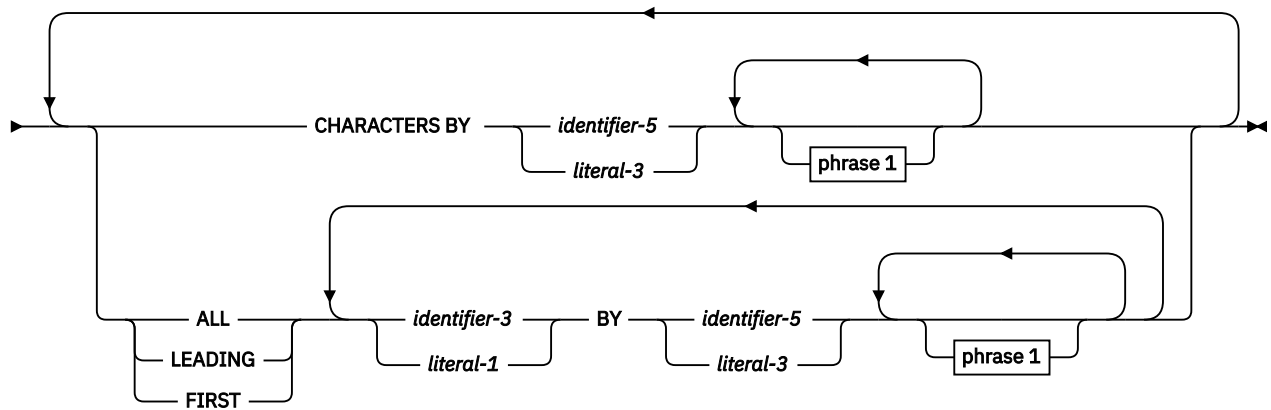 CHARACTERS BY identifier-5
literal-3
phrase 1
ALL identifier-3 BY identifier-5
LEADING literal-1 literal-3 phrase 1
FIRST